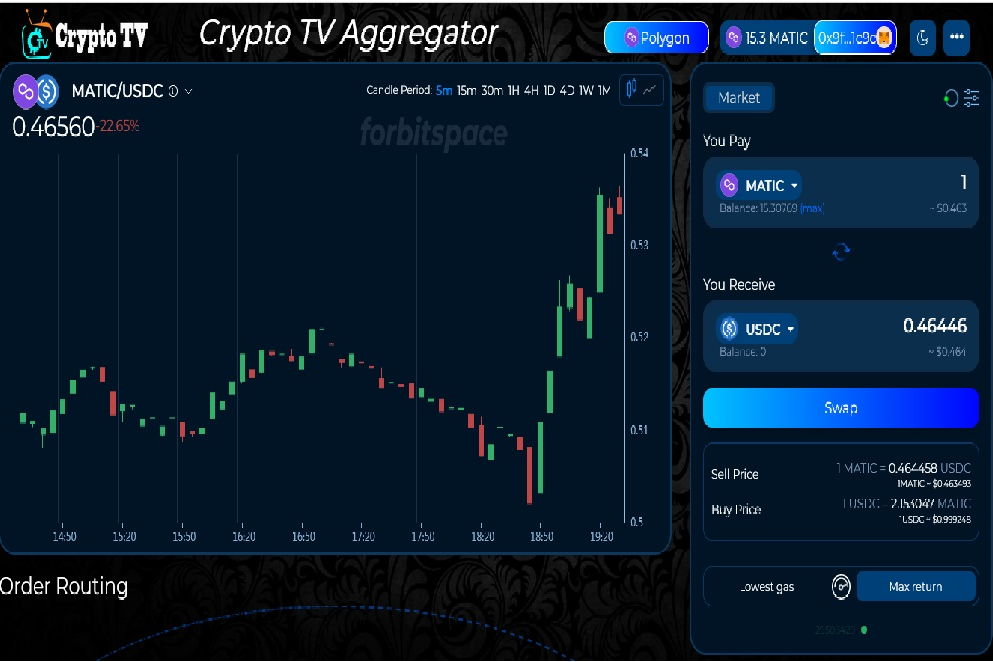 Crypto TV
Crypto TV Aggregator
Polygon
15.3 MATIC
0x9f...1c9c
MATIC/USDC
Candle Period: 5m 15m 30m 1H 4H 1D 4D 1W 1M
0.46560 -22.65%
forbitspace
0.54
0.53
0.52
0.51
0.5
14:50 15:20 15:50 16:20 16:50 17:20 17:50 18:20 18:50 19:20
Order Routing
Market
You Pay
MATIC
1
Balance: 15.30769 (max)
~ $0.463
You Receive
USDC
0.46446
Balance: 0
~ $0.464
Swap
Sell Price
1 MATIC = 0.464458 USDC
1 MATIC ~ $0.463493
Buy Price
1 USDC = 2.153047 MATIC
1 USDC ~ $0.999248
Lowest gas
Max return